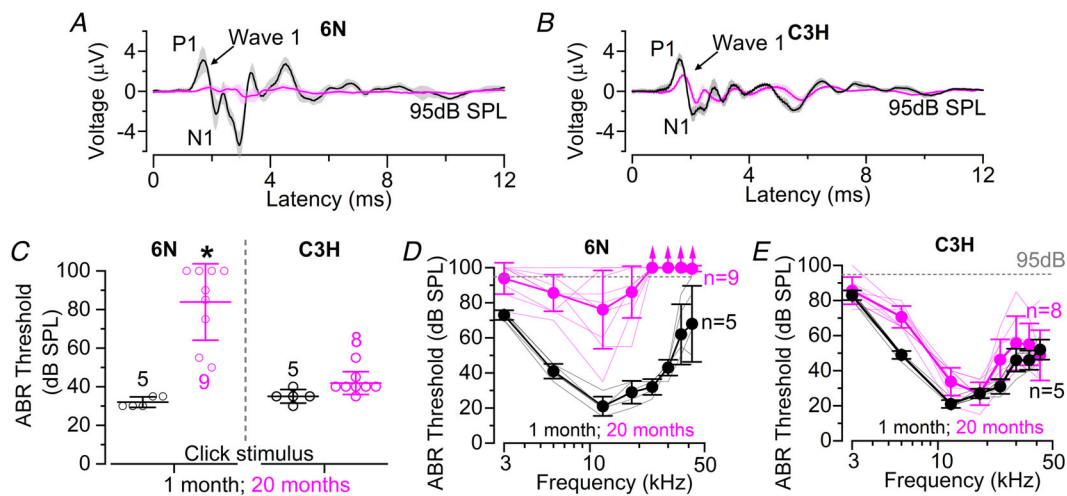 A
6N
P1
Wave 1
N1
95dB SPL
Voltage (μV)
4
0
-4
0
4
8
12
Latency (ms)
B
C3H
P1
Wave 1
N1
95dB SPL
Voltage (μV)
4
0
-4
0
4
8
12
Latency (ms)
C
6N
C3H
*
5
9
5
8
ABR Threshold
(dB SPL)
100
80
60
40
20
0
Click stimulus
1 month; 20 months
D
6N
n=9
n=5
ABR Threshold (dB SPL)
100
80
60
40
20
0
1 month; 20 months
3
10
50
Frequency (kHz)
E
C3H
95dB
n=8
n=5
ABR Threshold (dB SPL)
100
80
60
40
20
0
1 month; 20 months
3
10
50
Frequency (kHz)